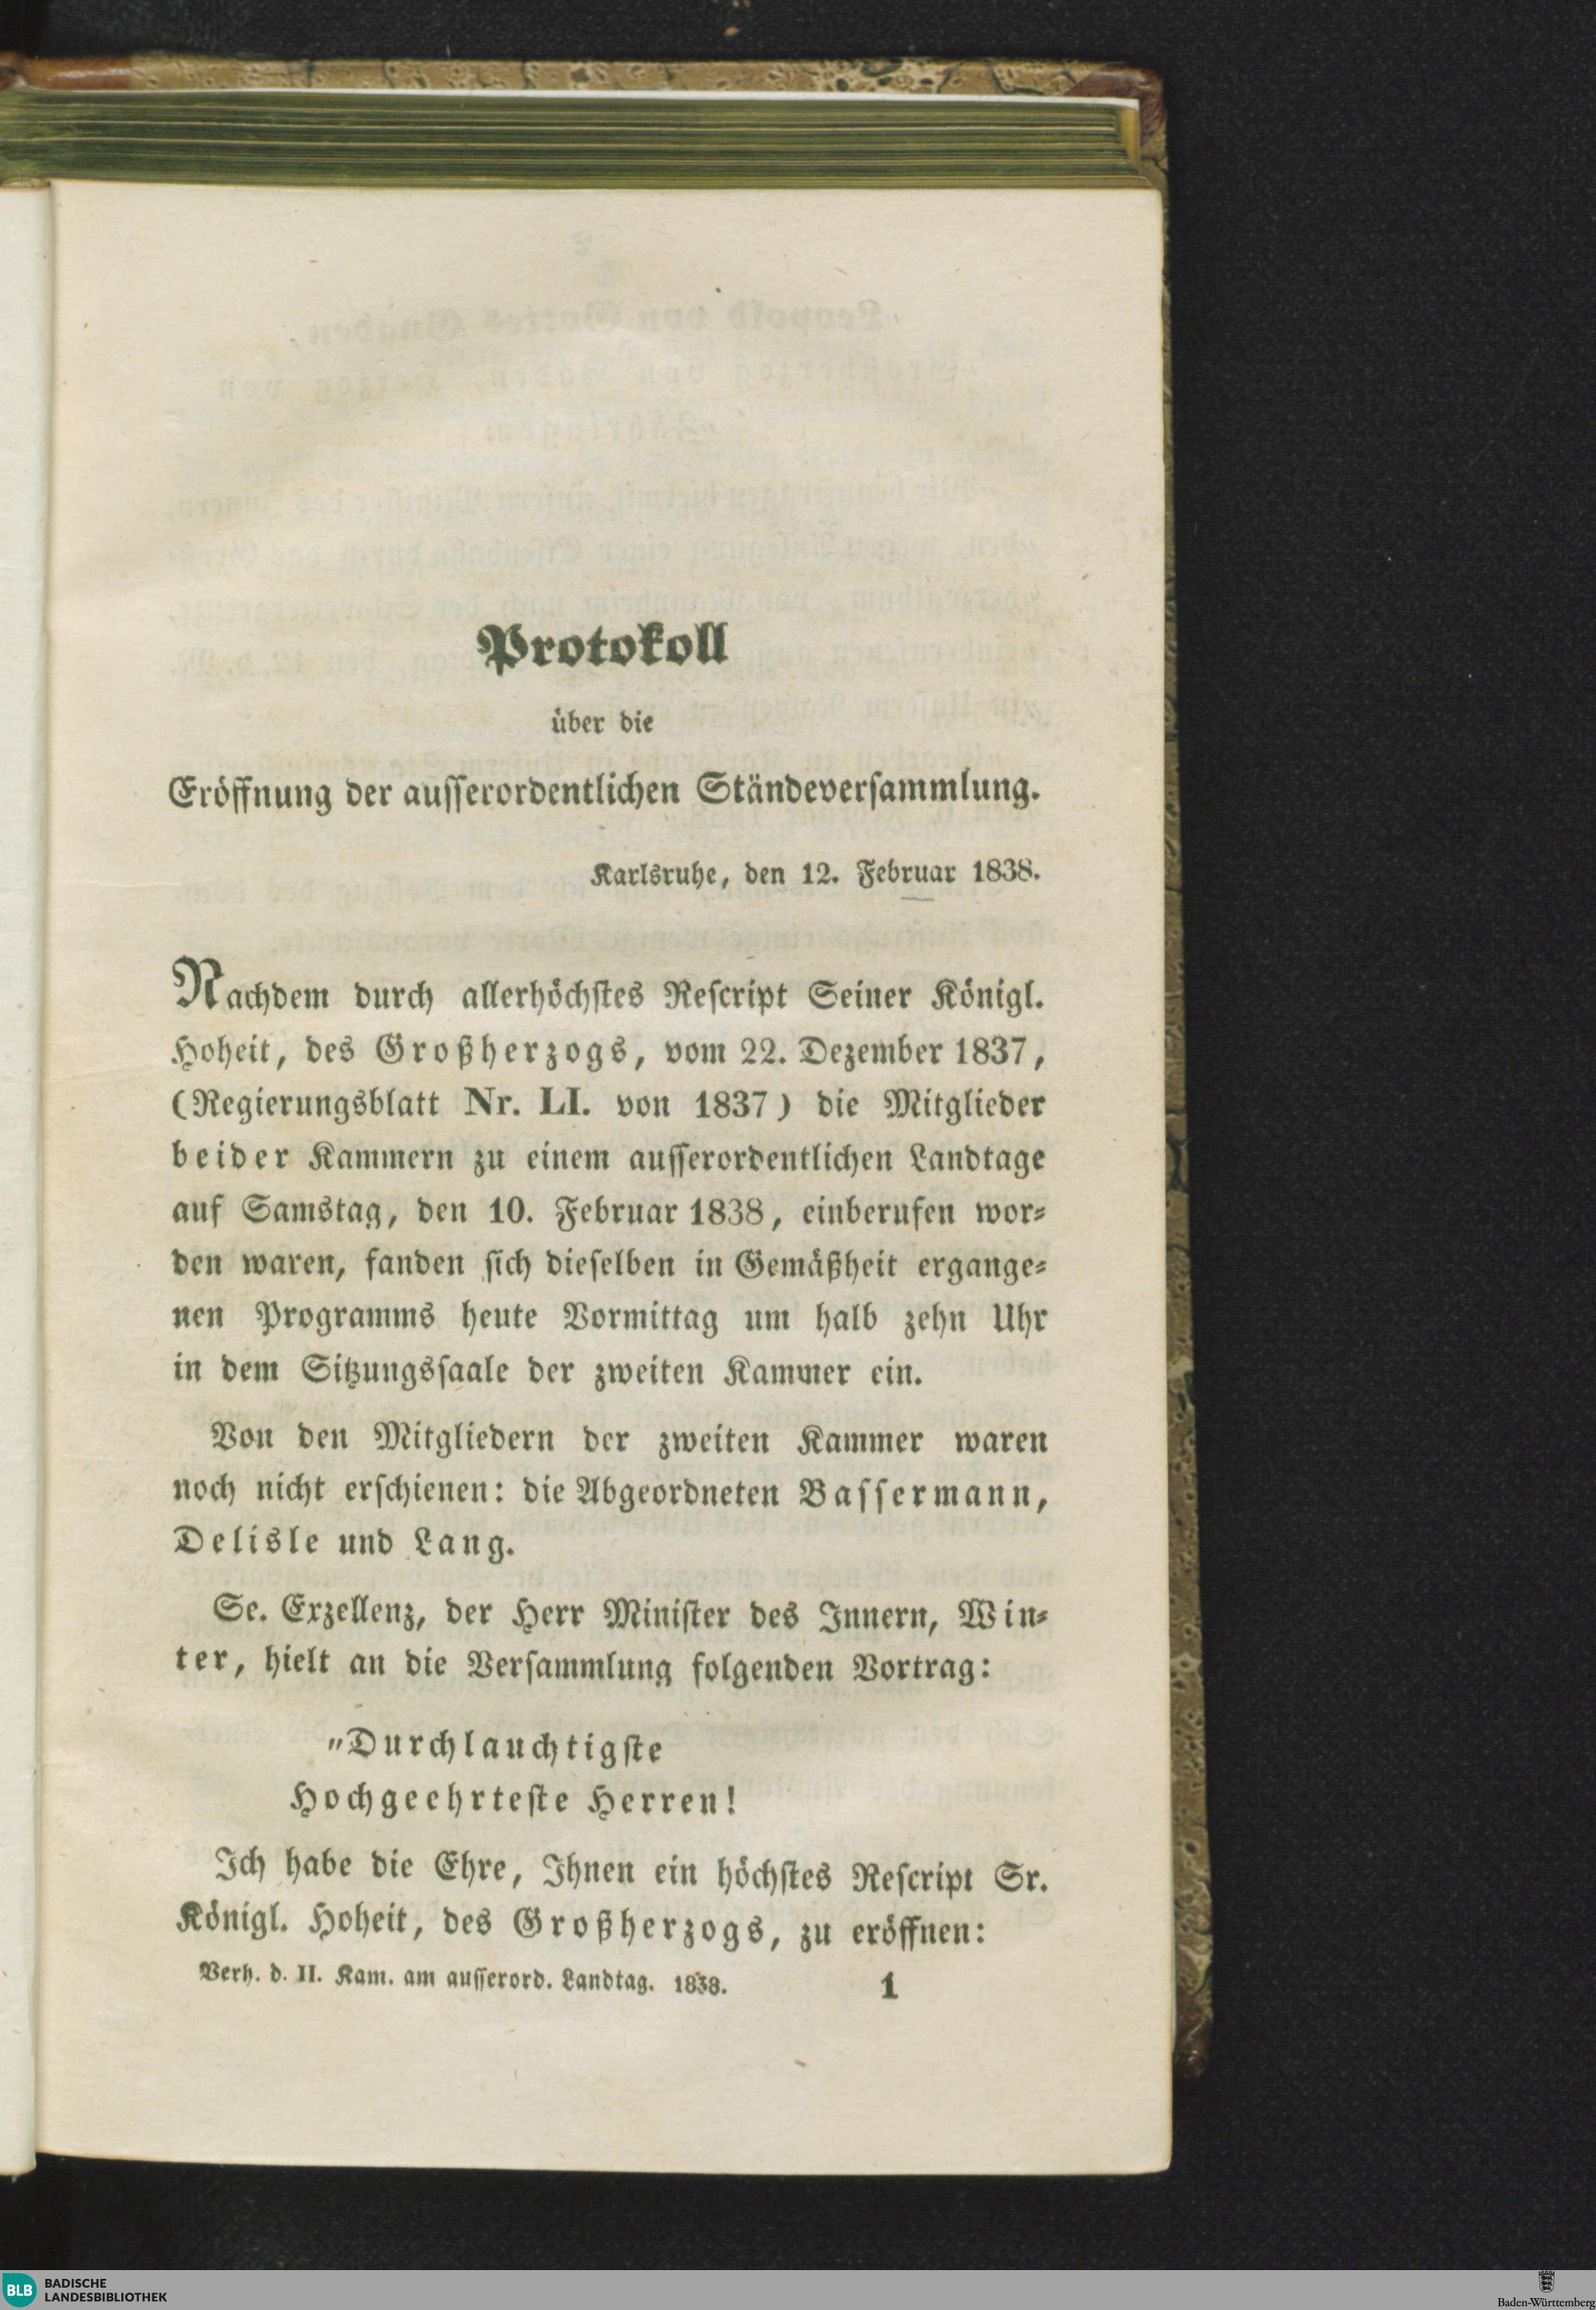 Protokoll
über die
Eröffnung der ausserordentlichen Ständeversammlung.
Karlsruhe, den 12. Februar 1838.
Nachdem durch allerhöchstes Rescript Seiner Königl.
Hoheit, des Großherzogs, vom 22. Dezember 1837,
(Regierungsblatt Nr. LI. von 1837) die Mitglieder
beider Kammern zu einem ausserordentlichen Landtage
auf Samstag, den 10. Februar 1838, einberufen wor-
den waren, fanden sich dieselben in Gemäßheit ergange-
nen Programms heute Vormittag um halb zehn Uhr
in dem Sitzungssaale der zweiten Kammer ein.
Von den Mitgliedern der zweiten Kammer waren
noch nicht erschienen: die Abgeordneten Bassermann,
Delisle und Lang.
Se. Exzellenz, der Herr Minister des Innern, Win-
ter, hielt an die Versammlung folgenden Vortrag:
„Durchlauchtigste
Hochgeehrteste Herren!
Ich habe die Ehre, Ihnen ein höchstes Rescript Sr.
Königl. Hoheit, des Großherzogs, zu eröffnen:
Verh. d. II. Kam. am ausserord. Landtag. 1838. 1
BLB BADISCHE
LANDESBIBLIOTHEK
Baden-Württemberg